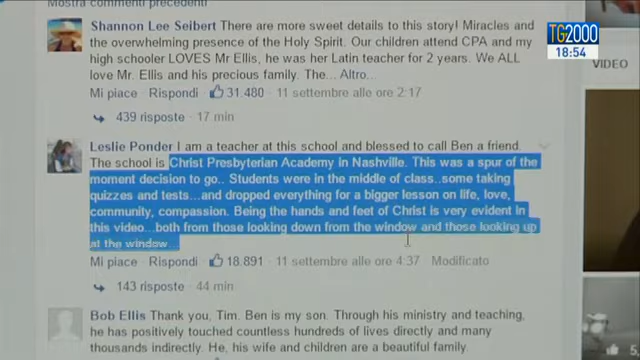 Mostra commenti precedenti
TG2000
18:54
VIDEO
Shannon Lee Seibert There are more sweet details to this story! Miracles and
the overwhelming presence of the Holy Spirit. Our children attend CPA and my
high schooler LOVES Mr Ellis, he was her Latin teacher for 2 years. We ALL
love Mr. Ellis and his precious family. The... Altro...
Mi piace · Rispondi · 31.480 · 11 settembre alle ore 2:17
439 risposte · 17 min
Leslie Ponder I am a teacher at this school and blessed to call Ben a friend.
The school is Christ Presbyterian Academy in Nashville. This was a spur of the
moment decision to go.. Students were in the middle of class..some taking
quizzes and tests...and dropped everything for a bigger lesson on life, love,
community, compassion. Being the hands and feet of Christ is very evident in
this video...both from those looking down from the window and those looking up
at the window...
Mi piace · Rispondi · 18.891 · 11 settembre alle ore 4:37 · Modificato
143 risposte · 44 min
Bob Ellis Thank you, Tim. Ben is my son. Through his ministry and teaching,
he has positively touched countless hundreds of lives directly and many
thousands indirectly. He, his wife and children are a beautiful family.
5